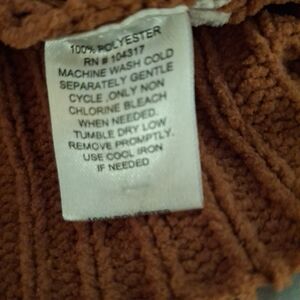 100% POLYESTER
RN # 104317
MACHINE WASH COLD
SEPARATELY GENTLE
CYCLE ,ONLY NON
CHLORINE BLEACH
WHEN NEEDED.
TUMBLE DRY LOW
REMOVE PROMPTLY.
USE COOL IRON
IF NEEDED